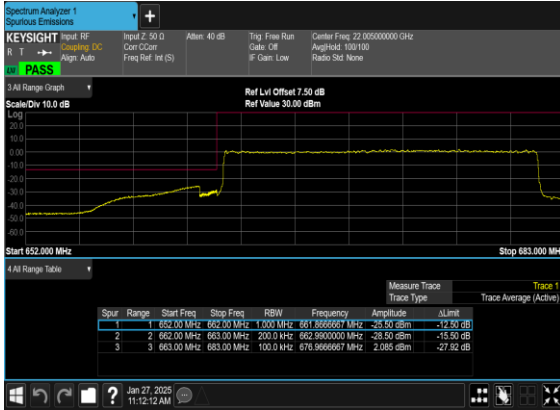 Spectrum Analyzer 1
Spurious Emissions
+
KEYSIGHT Input: RF Input Z: 50 Ω Atten: 40 dB Trig: Free Run Center Freq: 22.005000000 GHz
R T Coupling: DC Corr CCorr Gate: Off Avg|Hold: 100/100
Align: Auto Freq Ref: Int (S) IF Gain: Low Radio Std: None
PASS
3 All Range Graph
Scale/Div 10.0 dB Ref Lvl Offset 7.50 dB
Ref Value 30.00 dBm
Log
20.0
10.0
0.00
-10.0
-20.0
-30.0
-40.0
-50.0
-60.0
Start 652.000 MHz Stop 683.000 MH
4 All Range Table
Measure Trace Trace 1
Trace Type Trace Average (Active)
Spur Range Start Freq Stop Freq RBW Frequency Amplitude ΔLimit
1 1 652.00 MHz 662.00 MHz 1.000 MHz 661.8666667 MHz -25.50 dBm -12.50 dB
2 2 662.00 MHz 663.00 MHz 200.0 kHz 662.9900000 MHz -28.50 dBm -15.50 dB
3 3 663.00 MHz 683.00 MHz 100.0 kHz 676.9666667 MHz 2.085 dBm -27.92 dB
? Jan 27, 2025
11:12:12 AM